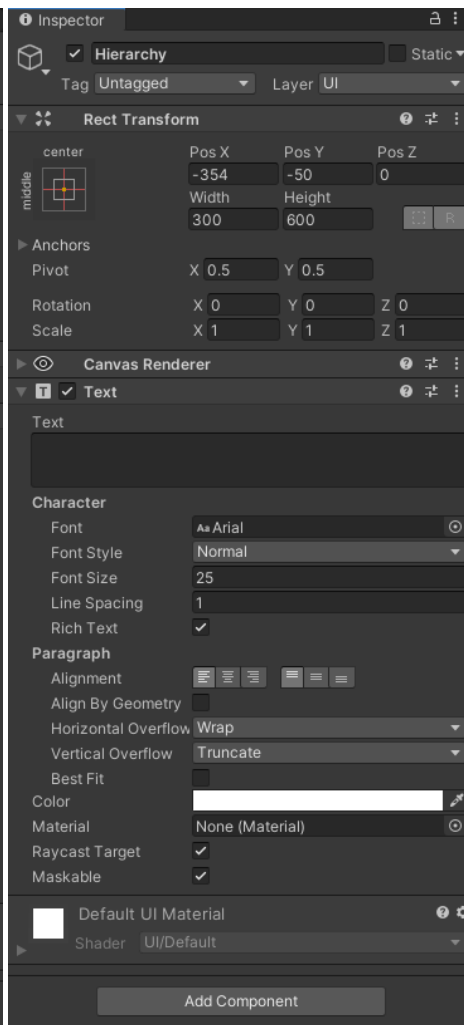 Inspector
Hierarchy Static
Tag Untagged Layer UI
Rect Transform
center Pos X Pos Y Pos Z
middle -354 -50 0
Width Height
300 600
R
Anchors
Pivot X 0.5 Y 0.5
Rotation X 0 Y 0 Z 0
Scale X 1 Y 1 Z 1
Canvas Renderer
T Text
Text
Character
Font Aa Arial
Font Style Normal
Font Size 25
Line Spacing 1
Rich Text
Paragraph
Alignment
Align By Geometry
Horizontal Overflow Wrap
Vertical Overflow Truncate
Best Fit
Color
Material None (Material)
Raycast Target
Maskable
Default UI Material
Shader UI/Default
Add Component